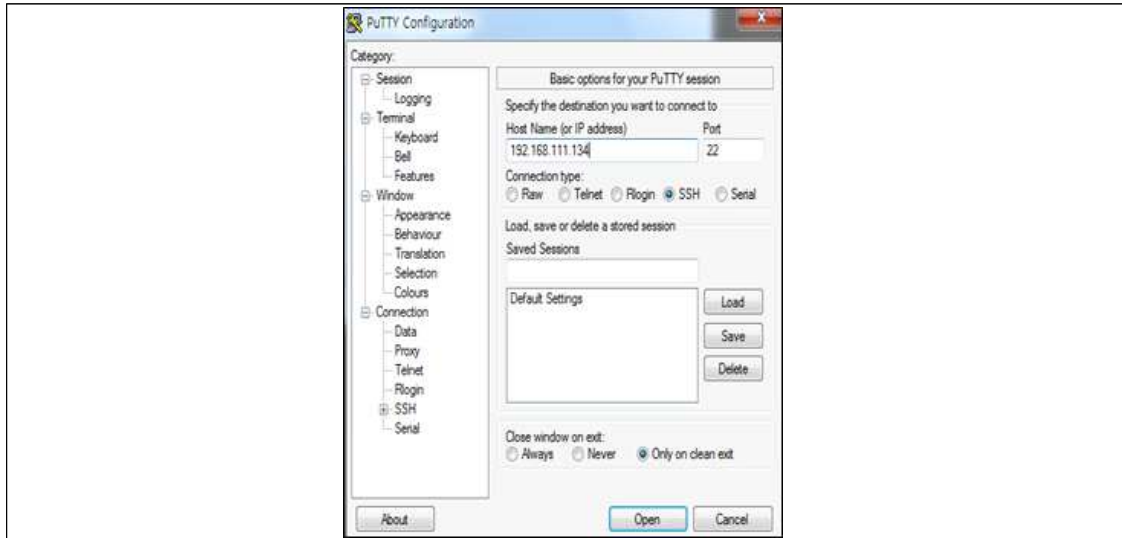 PuTTY Configuration
Category:
Session
Logging
Terminal
Keyboard
Bell
Features
Window
Appearance
Behaviour
Translation
Selection
Colours
Connection
Data
Proxy
Telnet
Rlogin
SSH
Serial
Basic options for your PuTTY session
Specify the destination you want to connect to
Host Name (or IP address) Port
192.168.111.134 22
Connection type:
Raw Telnet Rlogin SSH Serial
Load, save or delete a stored session
Saved Sessions
Default Settings
Load
Save
Delete
Close window on exit:
Always Never Only on clean exit
About Open Cancel